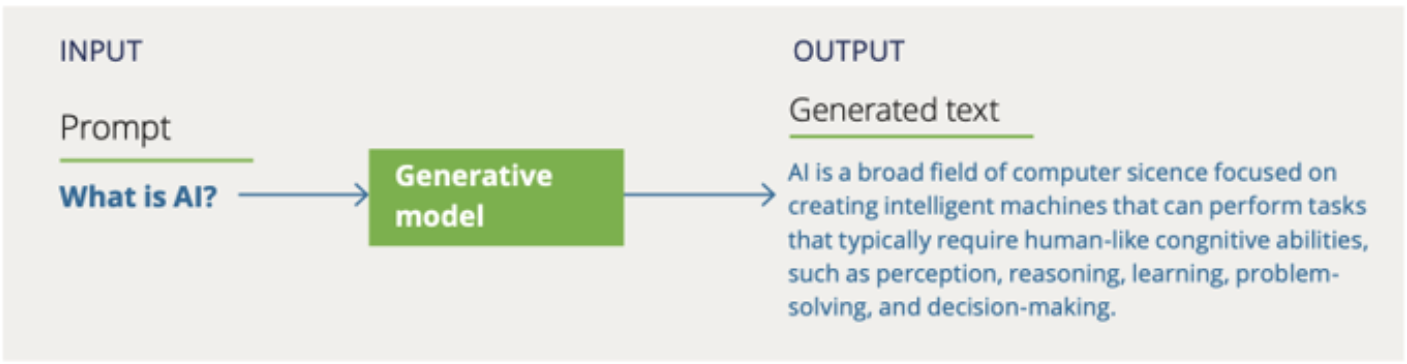 INPUT
Prompt
What is AI?
Generative
model
OUTPUT
Generated text
AI is a broad field of computer sicence focused on
creating intelligent machines that can perform tasks
that typically require human-like congnitive abilities,
such as perception, reasoning, learning, problem-
solving, and decision-making.